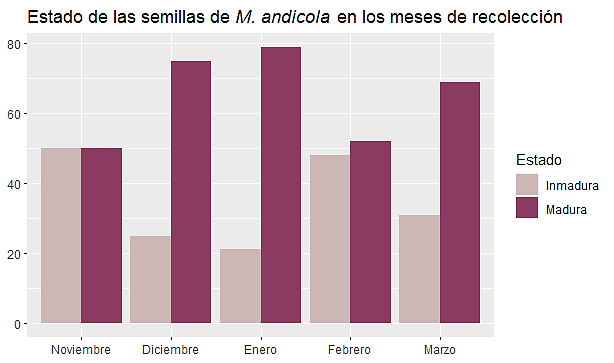 Estado de las semillas de M. andicola en los meses de recolección
80
60
40
20
0
Noviembre Diciembre Enero Febrero Marzo
Estado
Inmadura
Madura